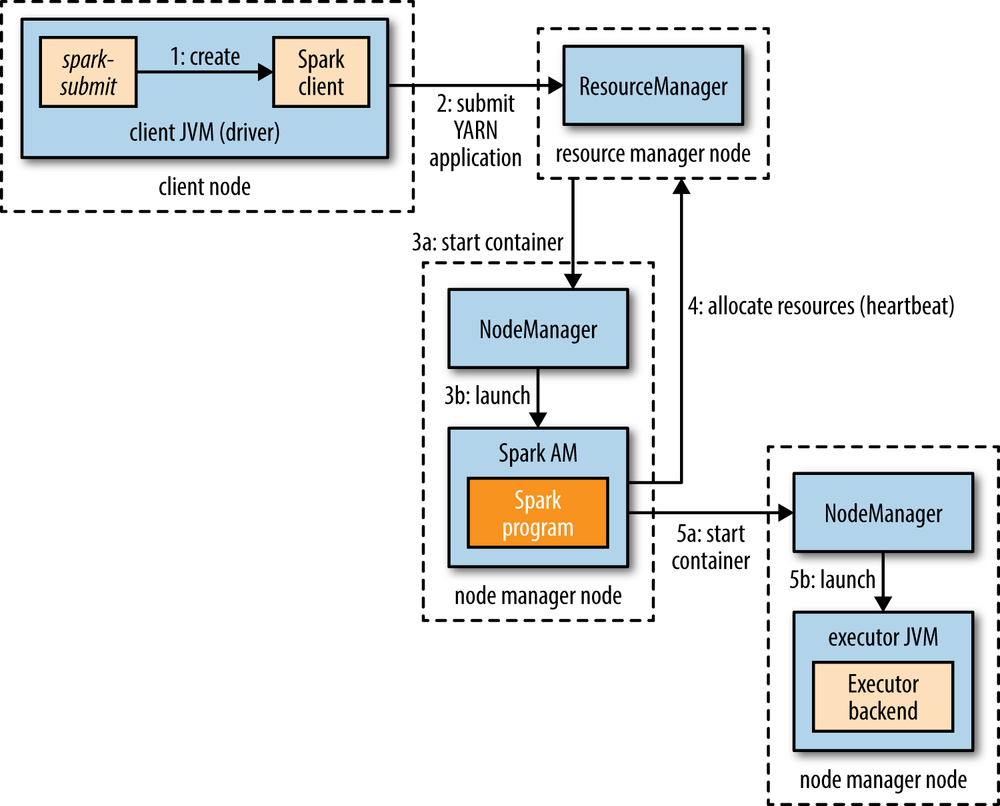 spark-
submit
1: create
Spark
client
client JVM (driver)
client node
2: submit
YARN
application
ResourceManager
resource manager node
3a: start container
4: allocate resources (heartbeat)
NodeManager
3b: launch
Spark AM
Spark
program
node manager node
5a: start
container
NodeManager
5b: launch
executor JVM
Executor
backend
node manager node